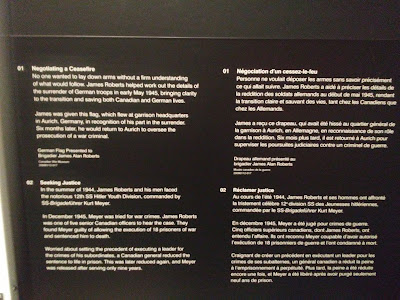 01 Negotiating a Ceasefire
No one wanted to lay down arms without a firm understanding
of what would follow. James Roberts helped work out the details of
the surrender of German troops in early May 1945, bringing clarity
to the transition and saving both Canadian and German lives.
James was given this flag, which flew at garrison headquarters
in Aurich, Germany, in recognition of his part in the surrender.
Six months later, he would return to Aurich to oversee the
prosecution of a war criminal.
German Flag Presented to
Brigadier James Alan Roberts
02 Seeking Justice
In the summer of 1944, James Roberts and his men faced
the notorious 12th SS Hitler Youth Division, commanded by
SS-Brigadeführer Kurt Meyer.
In December 1945, Meyer was tried for war crimes. James Roberts
was one of five senior Canadian officers to hear the case. They
found Meyer guilty of allowing the execution of 18 prisoners of war
and sentenced him to death.
Worried about setting the precedent of executing a leader for
the crimes of his subordinates, a Canadian general reduced the
sentence to life in prison. This was later reduced again, and Meyer
was released after serving only nine years.
01 Négociation d'un cessez-le-feu
Personne ne voulait déposer les armes sans savoir précisément
ce qui allait suivre. James Roberts a aidé à préciser les détails de
la reddition des soldats allemands au début de mai 1945, rendant
la transition claire et sauvant des vies, tant chez les Canadiens que
chez les Allemands.
James a reçu ce drapeau, qui avait été hissé au quartier général de
la garnison à Aurich, en Allemagne, en reconnaissance de son rôle
dans la reddition. Six mois plus tard, il est retourné à Aurich pour
superviser les poursuites judiciaires contre un criminel de guerre.
Drapeau allemand présenté au
brigadier James Alan Roberts
02 Réclamer justice
Au cours de l'été 1944, James Roberts et ses hommes ont affronté
la tristement célèbre 12e division SS des Jeunesses hitlériennes,
commandée par le SS-Brigadeführer Kurt Meyer.
En décembre 1945, Meyer a été jugé pour crimes de guerre.
Cinq officiers supérieurs canadiens, dont James Roberts, ont
entendu l'affaire. Ils ont reconnu Meyer coupable d'avoir autorisé
l'exécution de 18 prisonniers de guerre et l'ont condamné à mort.
Craignant de créer un précédent en exécutant un leader pour les
crimes de ses subalternes, un général canadien a réduit la peine
à l'emprisonnement à perpétuité. Plus tard, la peine a été réduite
encore une fois, et Meyer a été libéré après avoir purgé seulement
neuf ans de prison.